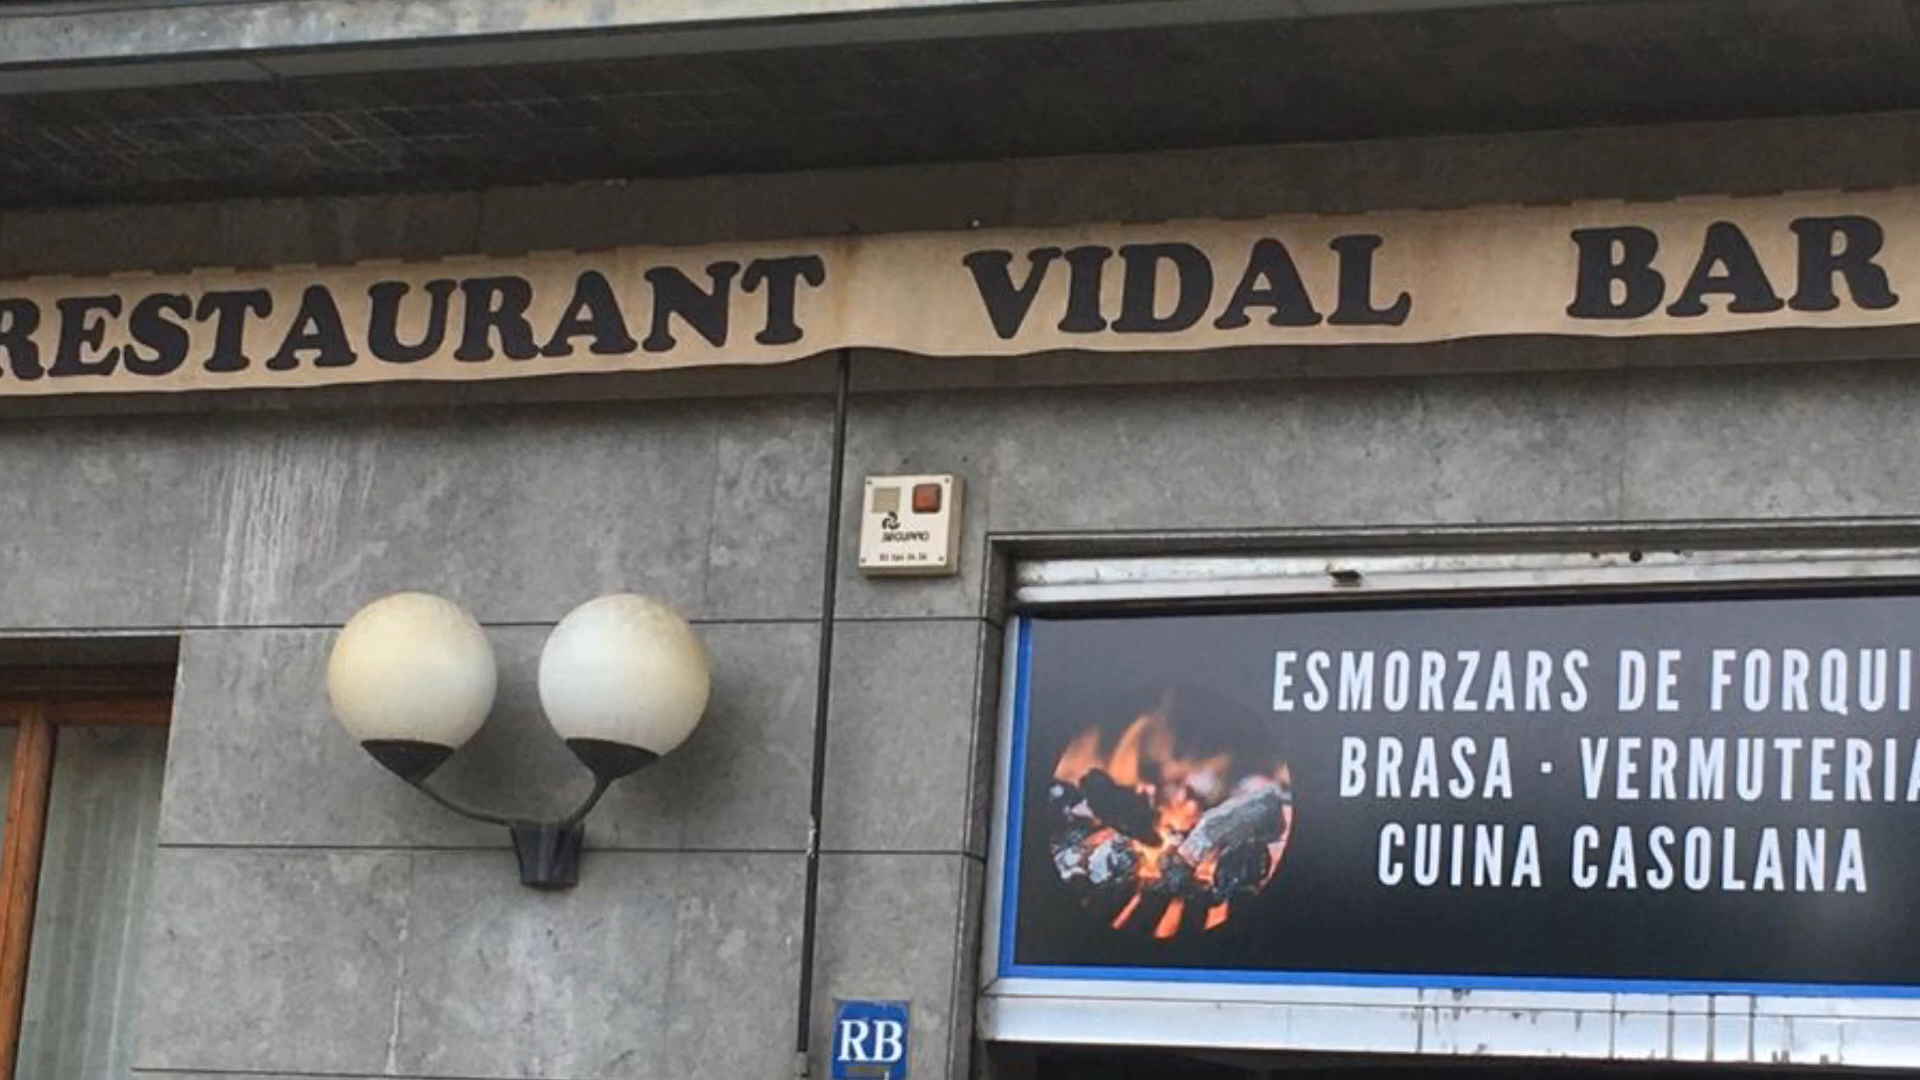 RESTAURANT VIDAL BAR
ESMORZARS DE FORQUI
BRASA · VERMUTERIA
CUINA CASOLANA
RB